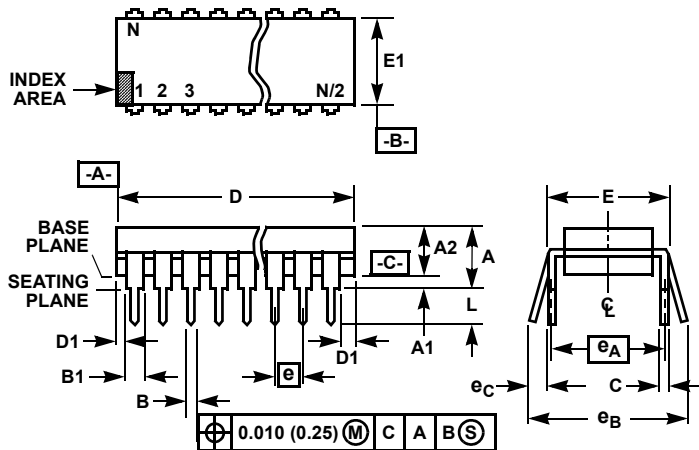 N
E1
INDEX
AREA
1 2 3 N/2
-B-
-A-
D
E
BASE
PLANE
A2
A
-C-
SEATING
PLANE
L
℄
D1
A1
D1
eA
B1
e
eC
C
B
eB
0.010 (0.25) Ⓜ C A B Ⓢ